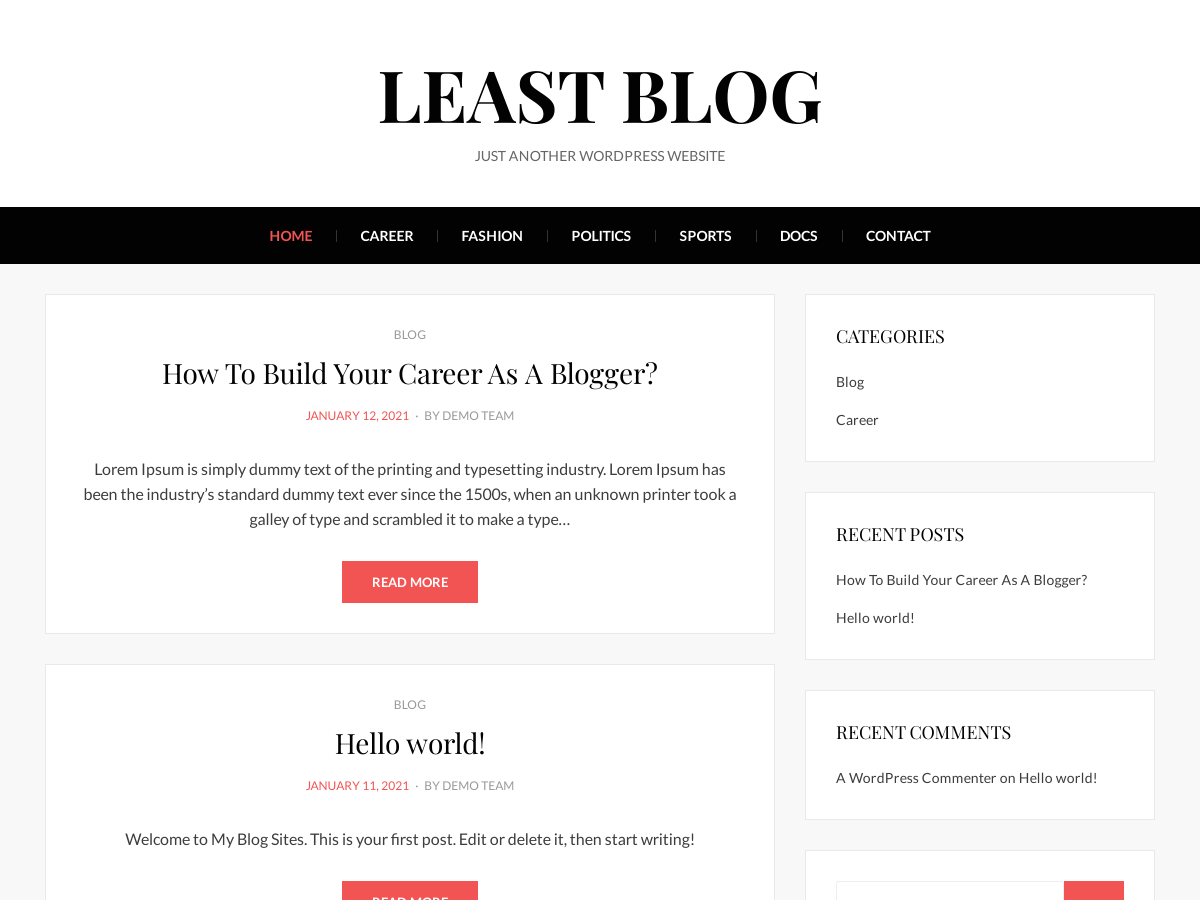 LEAST BLOG
JUST ANOTHER WORDPRESS WEBSITE
HOME CAREER FASHION POLITICS SPORTS DOCS CONTACT
BLOG
How To Build Your Career As A Blogger?
JANUARY 12, 2021 · BY DEMO TEAM
Lorem Ipsum is simply dummy text of the printing and typesetting industry. Lorem Ipsum has
been the industry’s standard dummy text ever since the 1500s, when an unknown printer took a
galley of type and scrambled it to make a type…
READ MORE
BLOG
Hello world!
JANUARY 11, 2021 · BY DEMO TEAM
Welcome to My Blog Sites. This is your first post. Edit or delete it, then start writing!
READ MORE
CATEGORIES
Blog
Career
RECENT POSTS
How To Build Your Career As A Blogger?
Hello world!
RECENT COMMENTS
A WordPress Commenter on Hello world!